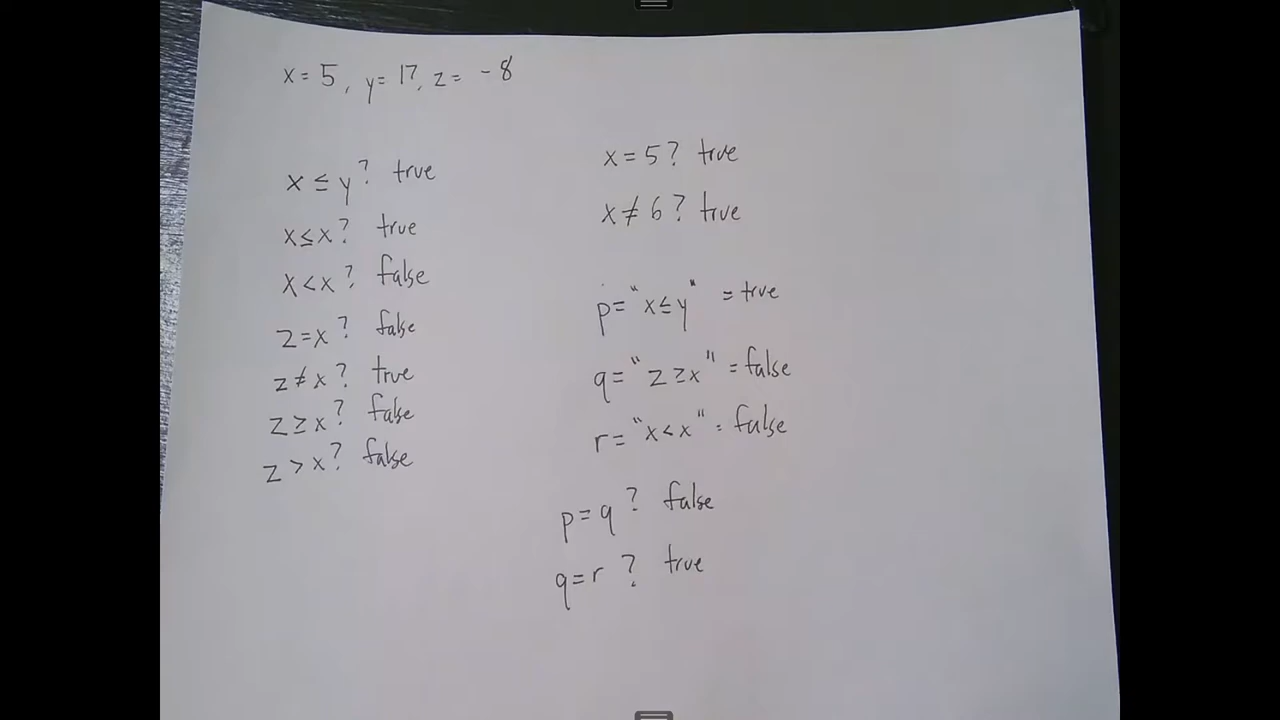 x = 5, y = 17, z = -8
x ≤ y? true
x ≤ x? true
x < x? false
z = x? false
z ≠ x? true
z ≥ x? false
z > x? false
x = 5? true
x ≠ 6? true
p = "x ≤ y" = true
q = "z ≥ x" = false
r = "x < x" = false
p = q ? false
q = r ? true